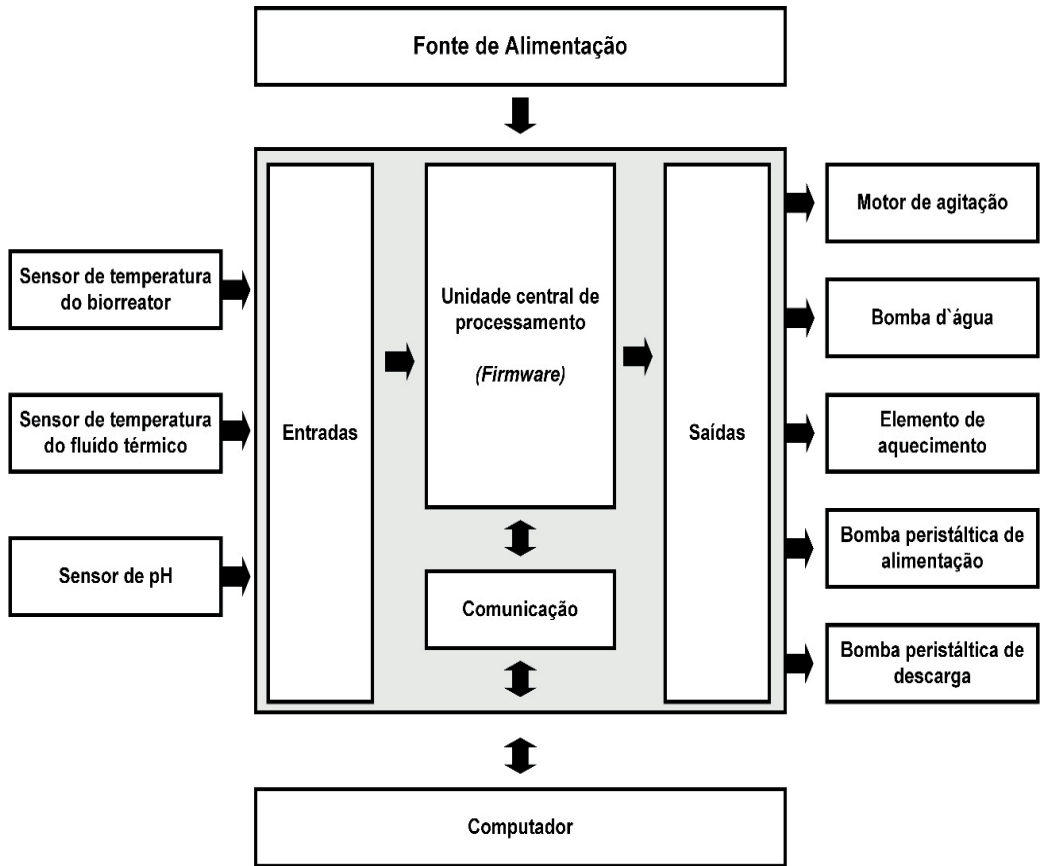 Fonte de Alimentação
Sensor de temperatura
do biorreator
Sensor de temperatura
do fluído térmico
Sensor de pH
Entradas
Unidade central de
processamento
(Firmware)
Comunicação
Saídas
Motor de agitação
Bomba d`água
Elemento de
aquecimento
Bomba peristáltica de
alimentação
Bomba peristáltica de
descarga
Computador